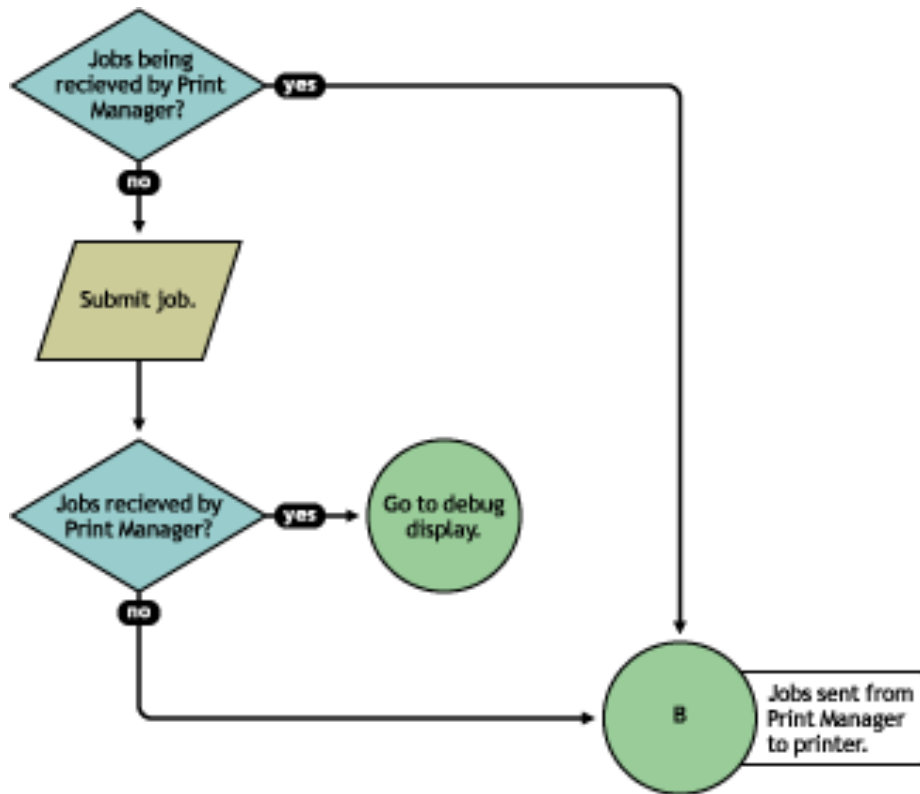 Jobs being
recieved by Print
Manager?
yes
no
Submit job.
Jobs recieved by
Print Manager?
yes
Go to debug
display.
no
B
Jobs sent from
Print Manager
to printer.